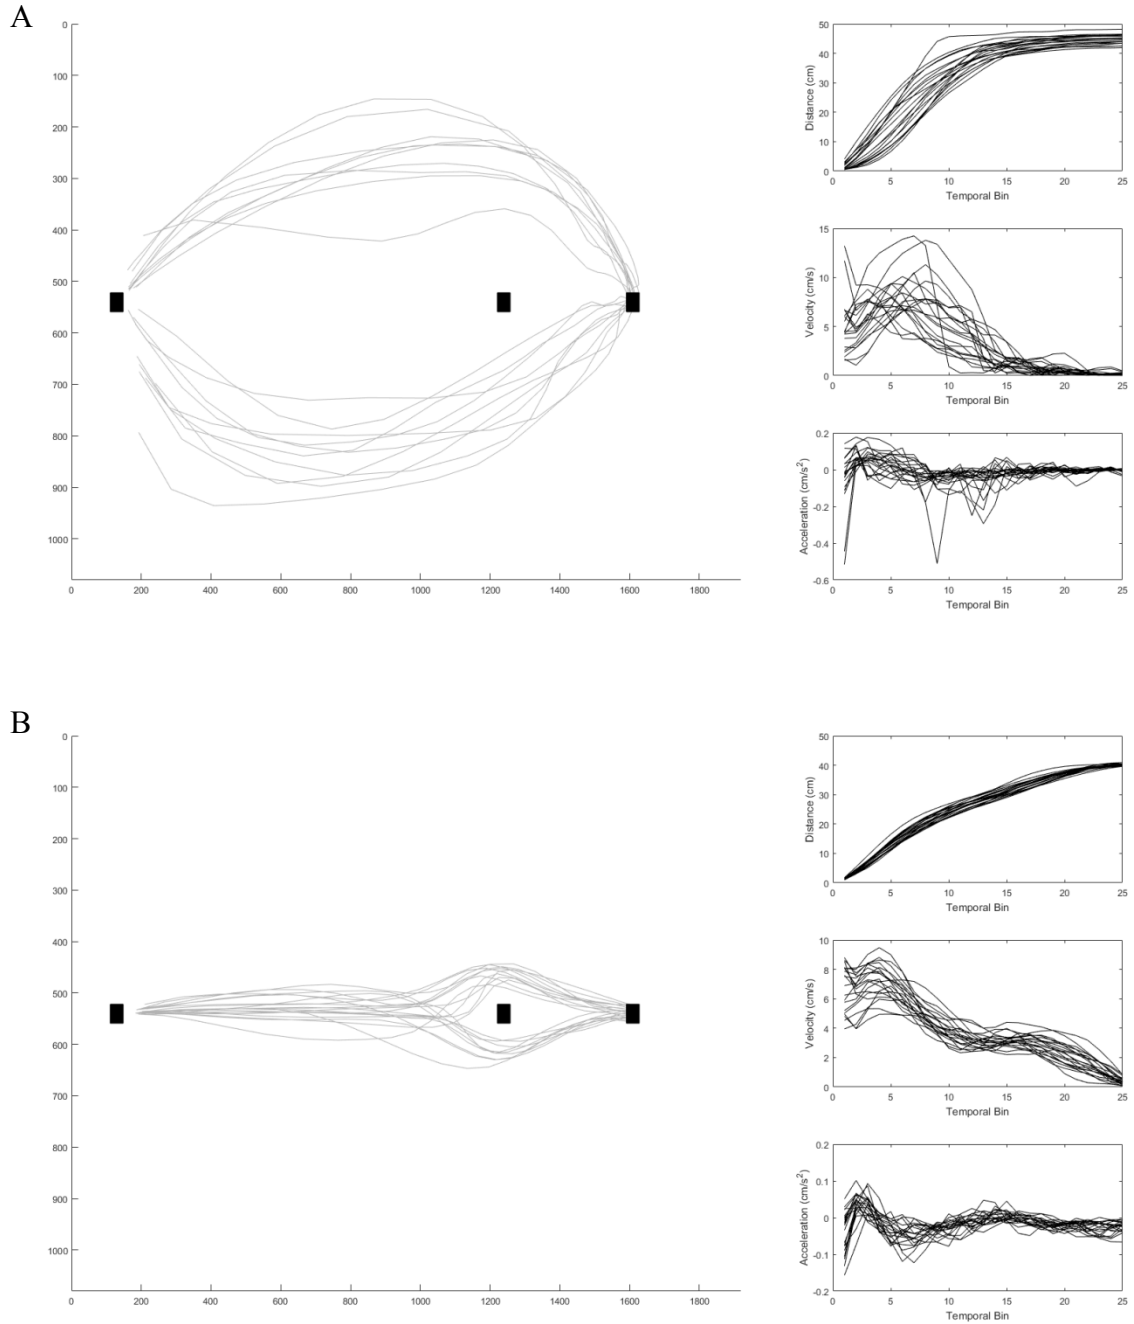 A
0
100
200
300
400
500
600
700
800
900
1000
0 200 400 600 800 1000 1200 1400 1600 1800
50
40
30
20
10
0
Distance (cm)
0 5 10 15 20 25
Temporal Bin
15
10
5
0
Velocity (cm/s)
0 5 10 15 20 25
Temporal Bin
0.2
0
-0.2
-0.4
-0.6
Acceleration (cm/s²)
0 5 10 15 20 25
Temporal Bin
B
0
100
200
300
400
500
600
700
800
900
1000
0 200 400 600 800 1000 1200 1400 1600 1800
50
40
30
20
10
0
Distance (cm)
0 5 10 15 20 25
Temporal Bin
10
8
6
4
2
0
Velocity (cm/s)
0 5 10 15 20 25
Temporal Bin
0.2
0.1
0
-0.1
-0.2
Acceleration (cm/s²)
0 5 10 15 20 25
Temporal Bin